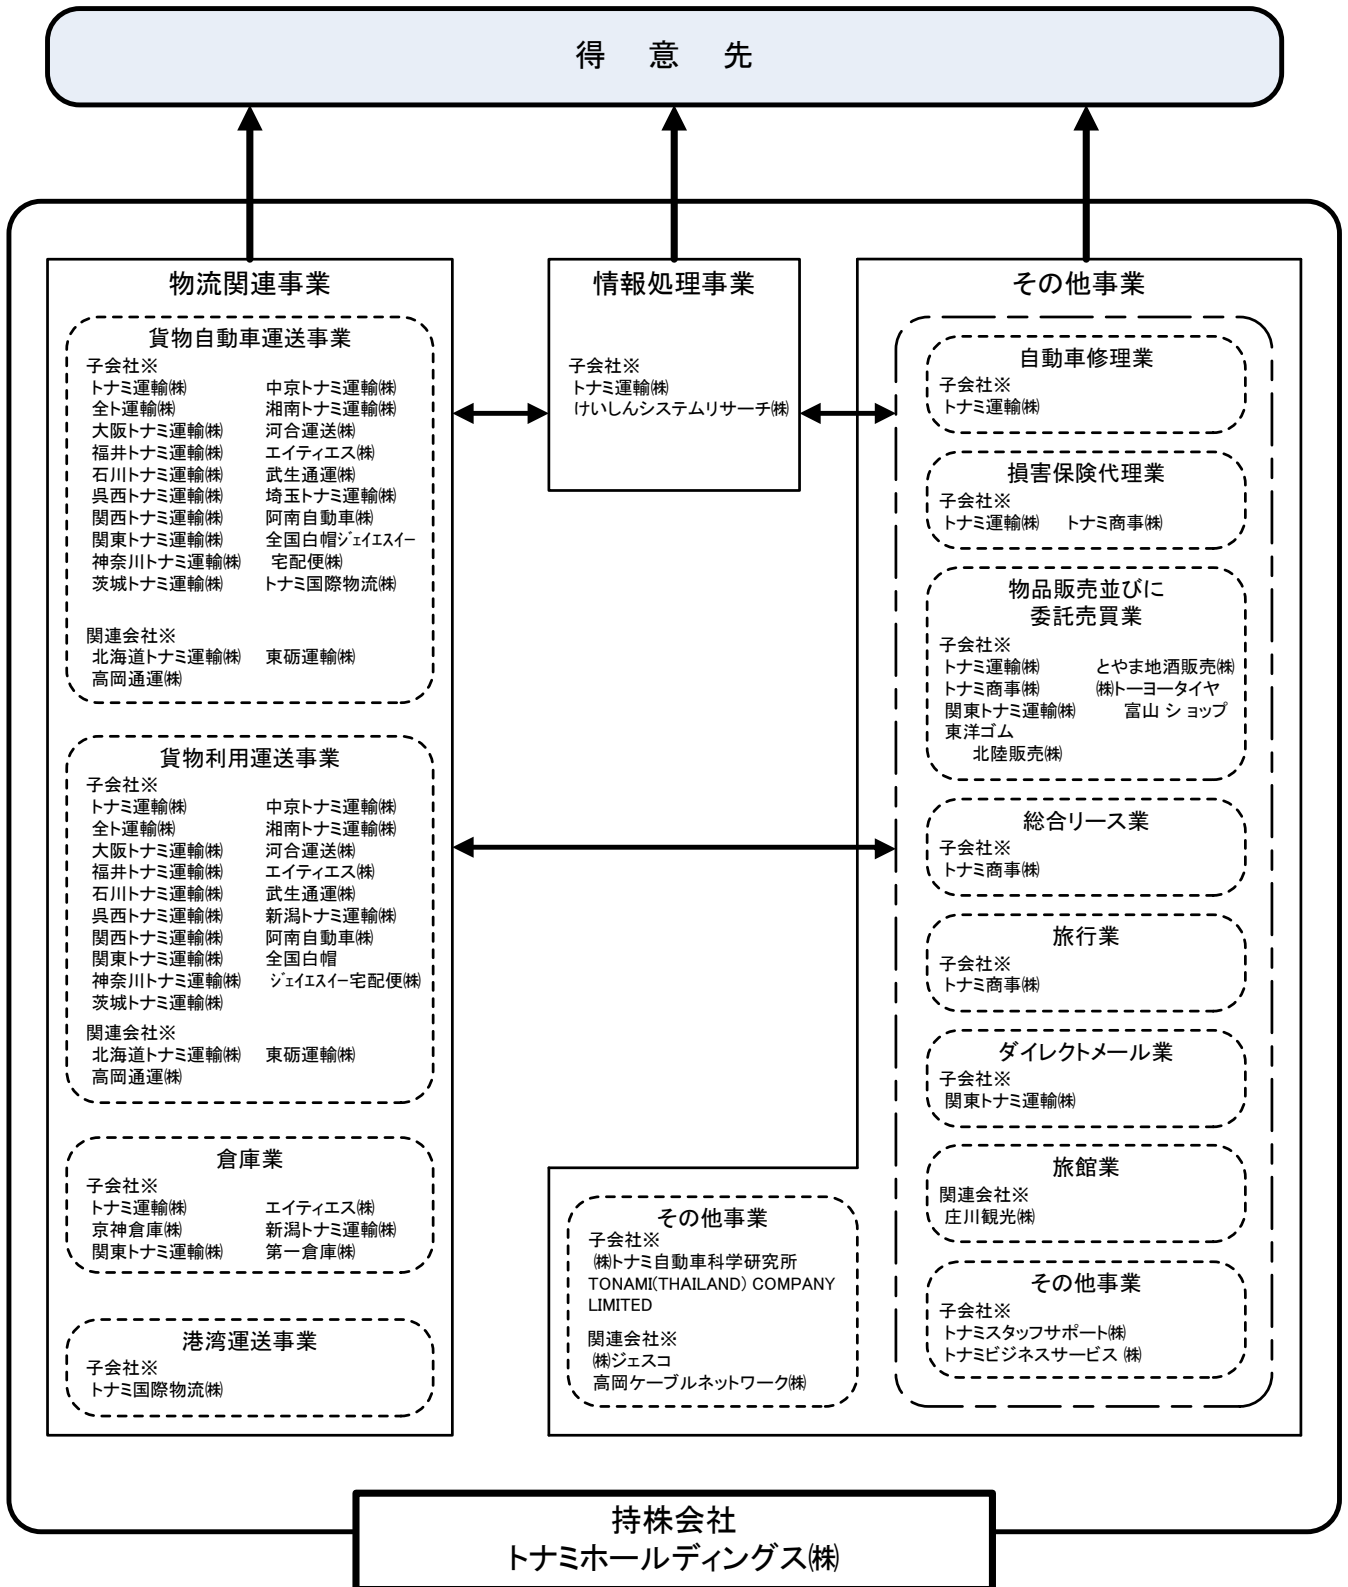 得 意 先
物流関連事業
貨物自動車運送事業
子会社※
トナミ運輸㈱ 中京トナミ運輸㈱
全ト運輸㈱ 湘南トナミ運輸㈱
大阪トナミ運輸㈱ 河合運送㈱
福井トナミ運輸㈱ エイティエス㈱
石川トナミ運輸㈱ 武生通運㈱
呉西トナミ運輸㈱ 埼玉トナミ運輸㈱
関西トナミ運輸㈱ 阿南自動車㈱
関東トナミ運輸㈱ 全国白帽ジェイエスイー
神奈川トナミ運輸㈱ 宅配便㈱
茨城トナミ運輸㈱ トナミ国際物流㈱
関連会社※
北海道トナミ運輸㈱ 東砺運輸㈱
高岡通運㈱
貨物利用運送事業
子会社※
トナミ運輸㈱ 中京トナミ運輸㈱
全ト運輸㈱ 湘南トナミ運輸㈱
大阪トナミ運輸㈱ 河合運送㈱
福井トナミ運輸㈱ エイティエス㈱
石川トナミ運輸㈱ 武生通運㈱
呉西トナミ運輸㈱ 新潟トナミ運輸㈱
関西トナミ運輸㈱ 阿南自動車㈱
関東トナミ運輸㈱ 全国白帽
神奈川トナミ運輸㈱ ジェイエスイー宅配便㈱
茨城トナミ運輸㈱
関連会社※
北海道トナミ運輸㈱ 東砺運輸㈱
高岡通運㈱
倉庫業
子会社※
トナミ運輸㈱ エイティエス㈱
京神倉庫㈱ 新潟トナミ運輸㈱
関東トナミ運輸㈱ 第一倉庫㈱
港湾運送事業
子会社※
トナミ国際物流㈱
情報処理事業
子会社※
トナミ運輸㈱
けいしんシステムリサーチ㈱
その他事業
自動車修理業
子会社※
トナミ運輸㈱
損害保険代理業
子会社※
トナミ運輸㈱ トナミ商事㈱
物品販売並びに
委託売買業
子会社※
トナミ運輸㈱ とやま地酒販売㈱
トナミ商事㈱ ㈱トーヨータイヤ
関東トナミ運輸㈱ 富山ショップ
東洋ゴム
北陸販売㈱
総合リース業
子会社※
トナミ商事㈱
旅行業
子会社※
トナミ商事㈱
ダイレクトメール業
子会社※
関東トナミ運輸㈱
旅館業
関連会社※
庄川観光㈱
その他事業
子会社※
トナミスタッフサポート㈱
トナミビジネスサービス ㈱
その他事業
子会社※
㈱トナミ自動車科学研究所
TONAMI(THAILAND) COMPANY
LIMITED
関連会社※
㈱ジェスコ
高岡ケーブルネットワーク㈱
持株会社
トナミホールディングス㈱